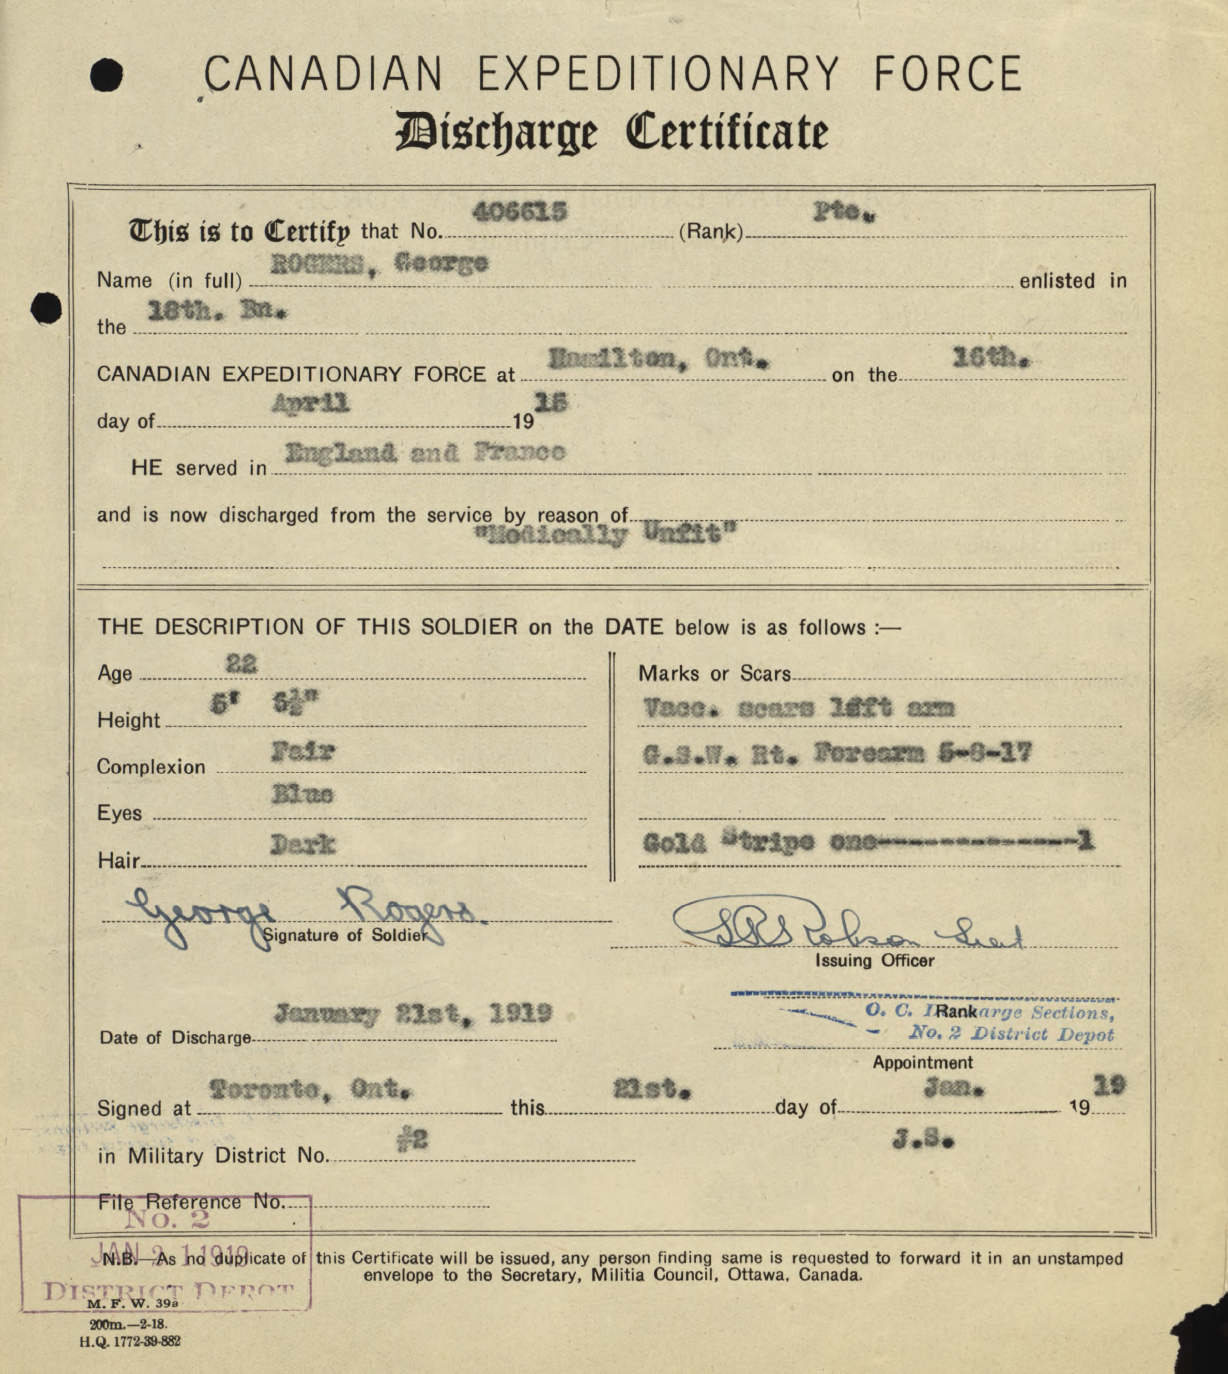 CANADIAN EXPEDITIONARY FORCE
Discharge Certificate
This is to Certify that No. 406615 (Rank) Pte.
Name (in full) ROGERS, George enlisted in
the 18th. Bn.
CANADIAN EXPEDITIONARY FORCE at Hamilton, Ont. on the 16th.
day of April 1915
HE served in England and France
and is now discharged from the service by reason of
"Medically Unfit"
THE DESCRIPTION OF THIS SOLDIER on the DATE below is as follows :—
Age 22
Height 5' 5½"
Complexion Fair
Eyes Blue
Hair Dark
Marks or Scars
Vacc. scars left arm
G.S.W. Rt. Forearm 5-8-17
Gold Stripe one---------------1
George Rogers.
Signature of Soldier
Robson Lieut
Issuing Officer
Date of Discharge January 21st, 1919
Rank
O. C. Discharge Sections,
No. 2 District Depot
Appointment
Signed at Toronto, Ont. this 21st. day of Jan. 1919
in Military District No. #2 J.S.
File Reference No.
No. 2
JAN 21 1919
DISTRICT DEPOT
N.B.—As no duplicate of this Certificate will be issued, any person finding same is requested to forward it in an unstamped
envelope to the Secretary, Militia Council, Ottawa, Canada.
M. F. W. 39a
200m.—2-18.
H.Q. 1772-39-882